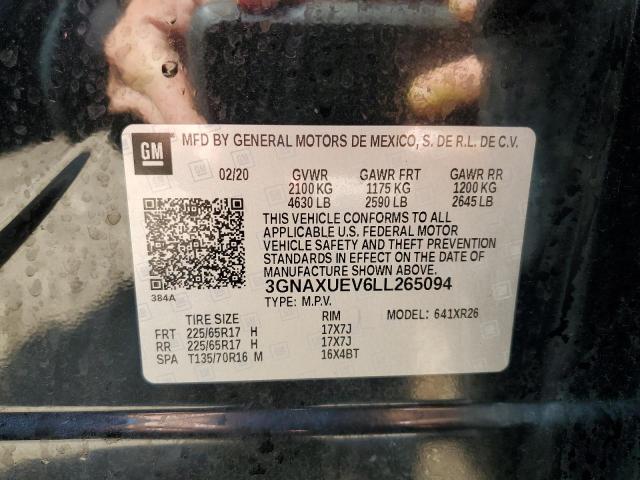 GM MFD BY GENERAL MOTORS DE MEXICO, S. DE R.L. DE C.V.
02/20 GVWR GAWR FRT GAWR RR
2100 KG 1175 KG 1200 KG
4630 LB 2590 LB 2645 LB
THIS VEHICLE CONFORMS TO ALL
APPLICABLE U.S. FEDERAL MOTOR
VEHICLE SAFETY AND THEFT PREVENTION
STANDARDS IN EFFECT ON THE DATE OF
MANUFACTURE SHOWN ABOVE.
384A
3GNAXUEV6LL265094
TYPE: M.P.V.
TIRE SIZE RIM MODEL: 641XR26
FRT 225/65R17 H 17X7J
RR 225/65R17 H 17X7J
SPA T135/70R16 M 16X4BT